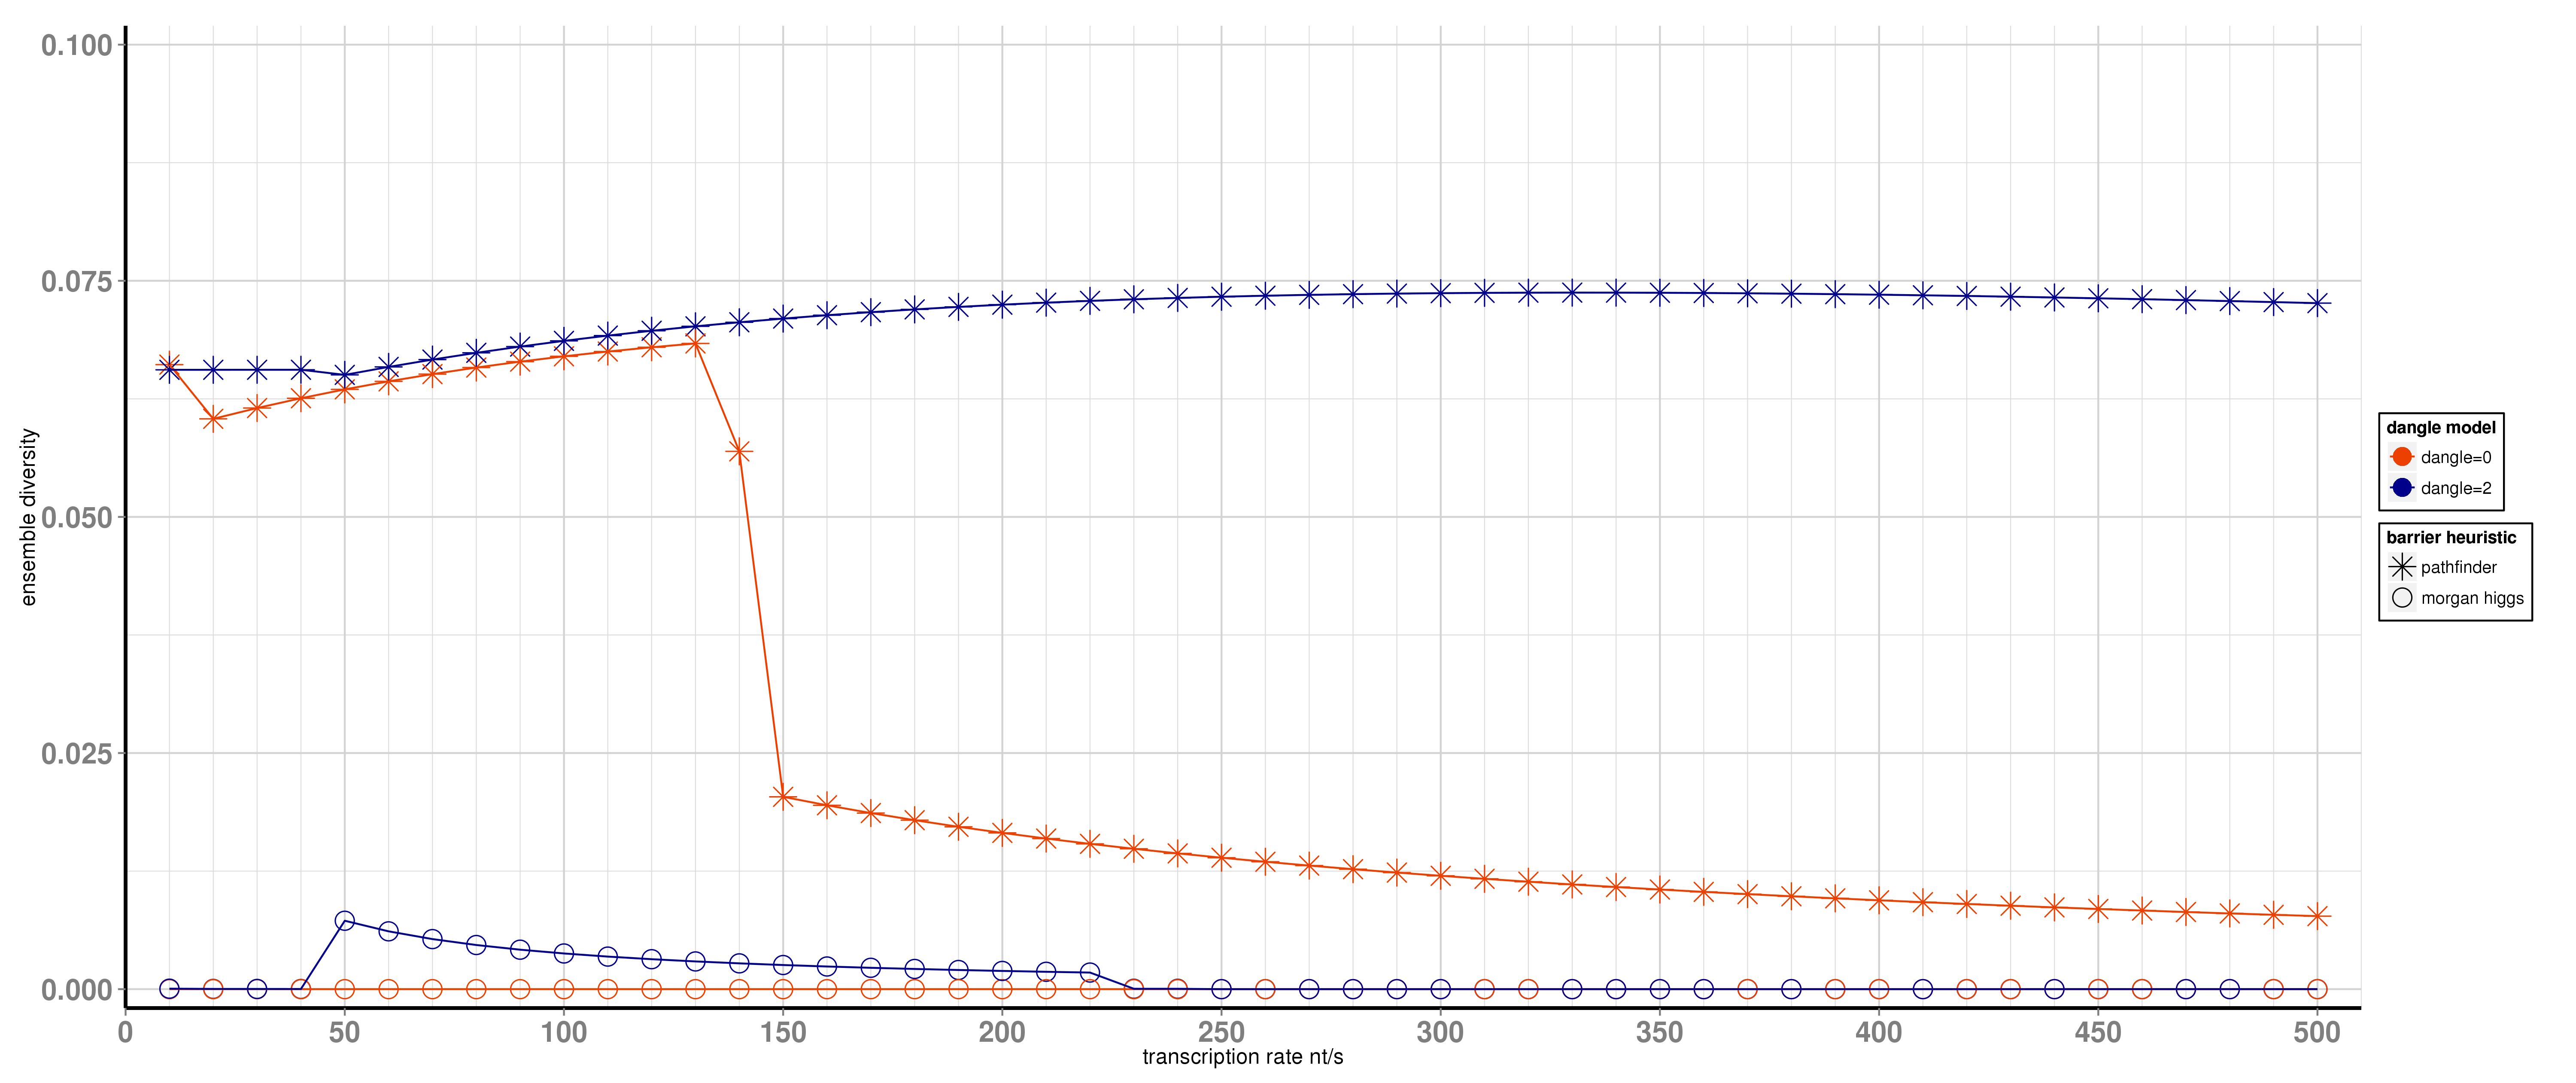 0.100
0.075
0.050
0.025
0.000
ensemble diversity
0 50 100 150 200 250 300 350 400 450 500
transcription rate nt/s
dangle model
dangle=0
dangle=2
barrier heuristic
pathfinder
morgan higgs